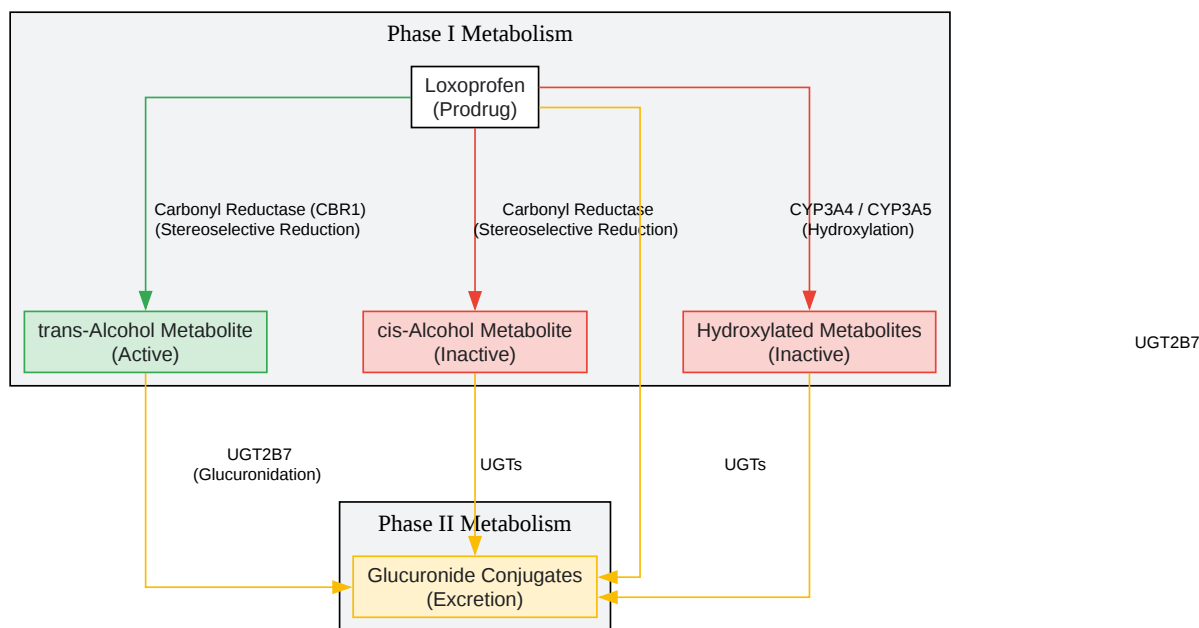 Phase I Metabolism
Loxoprofen
(Prodrug)
Carbonyl Reductase (CBR1)
(Stereoselective Reduction)
Carbonyl Reductase
(Stereoselective Reduction)
CYP3A4 / CYP3A5
(Hydroxylation)
trans-Alcohol Metabolite
(Active)
cis-Alcohol Metabolite
(Inactive)
Hydroxylated Metabolites
(Inactive)
UGT2B7
UGT2B7
(Glucuronidation)
UGTs
UGTs
Phase II Metabolism
Glucuronide Conjugates
(Excretion)